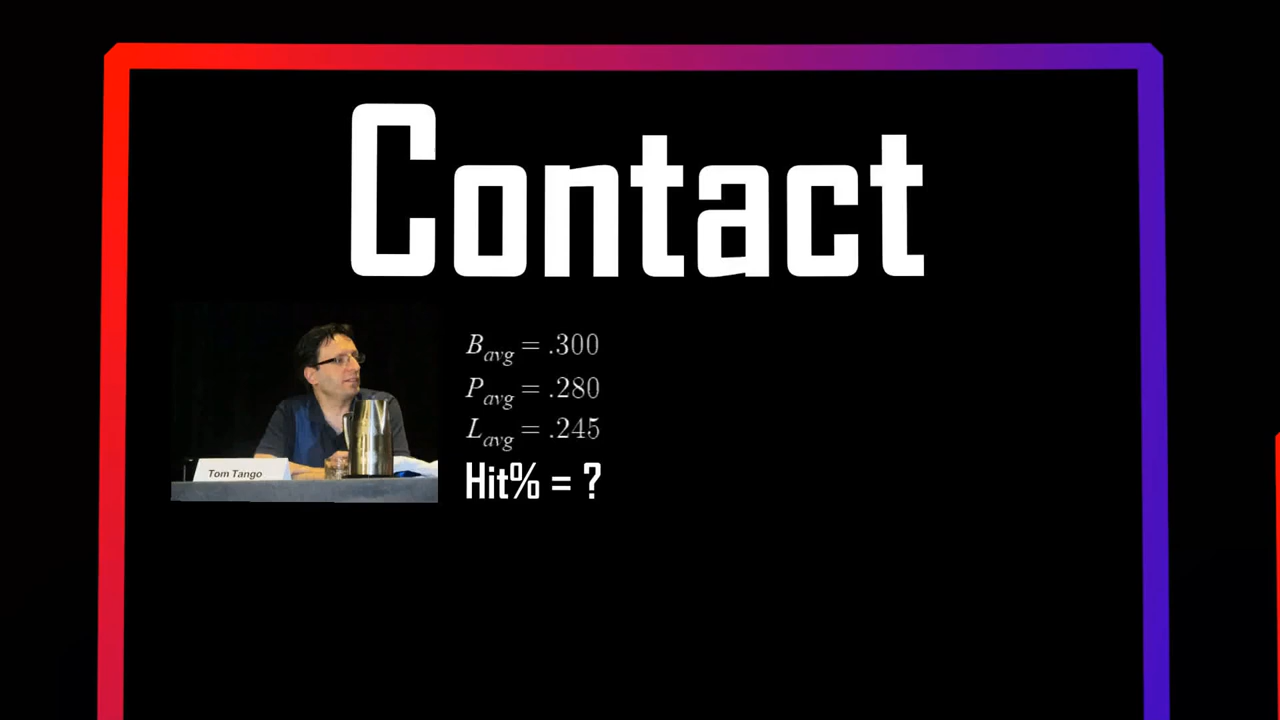 Contact
B_avg = .300
P_avg = .280
L_avg = .245
Hit% = ?
Tom Tango